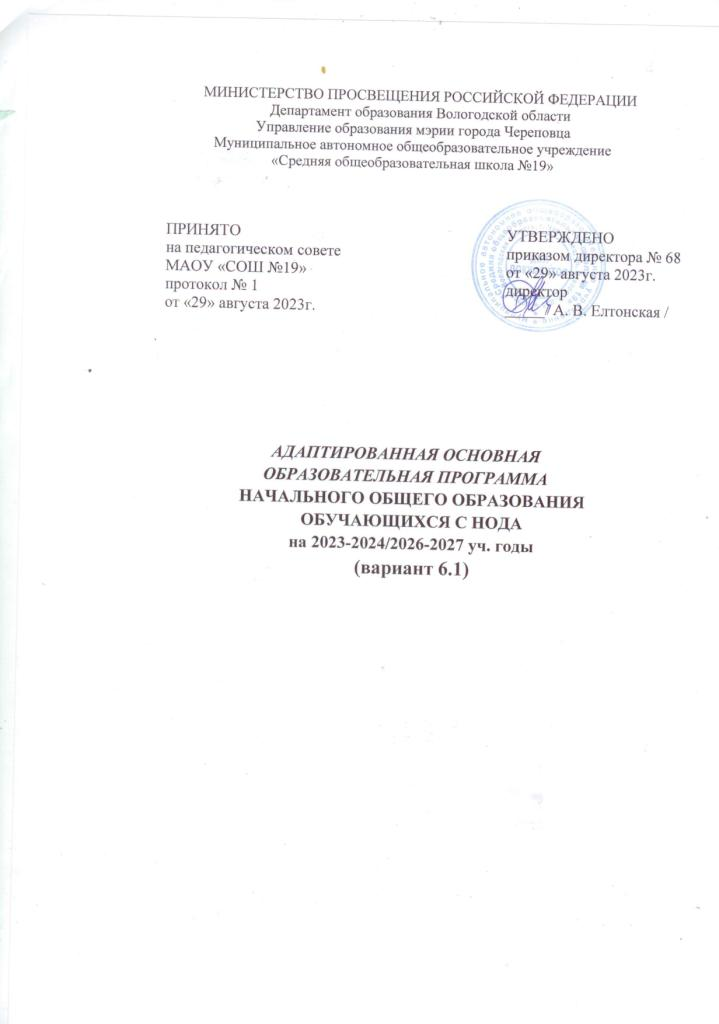 МИНИСТЕРСТВО ПРОСВЕЩЕНИЯ РОССИЙСКОЙ ФЕДЕРАЦИИ
Департамент образования Вологодской области
Управление образования мэрии города Череповца
Муниципальное автономное общеобразовательное учреждение
«Средняя общеобразовательная школа №19»
ПРИНЯТО
на педагогическом совете
МАОУ «СОШ №19»
протокол № 1
от «29» августа 2023г.
УТВЕРЖДЕНО
приказом директора № 68
от «29» августа 2023г.
директор
/ А. В. Елтонская /
АДАПТИРОВАННАЯ ОСНОВНАЯ
ОБРАЗОВАТЕЛЬНАЯ ПРОГРАММА
НАЧАЛЬНОГО ОБЩЕГО ОБРАЗОВАНИЯ
ОБУЧАЮЩИХСЯ С НОДА
на 2023-2024/2026-2027 уч. годы
(вариант 6.1)